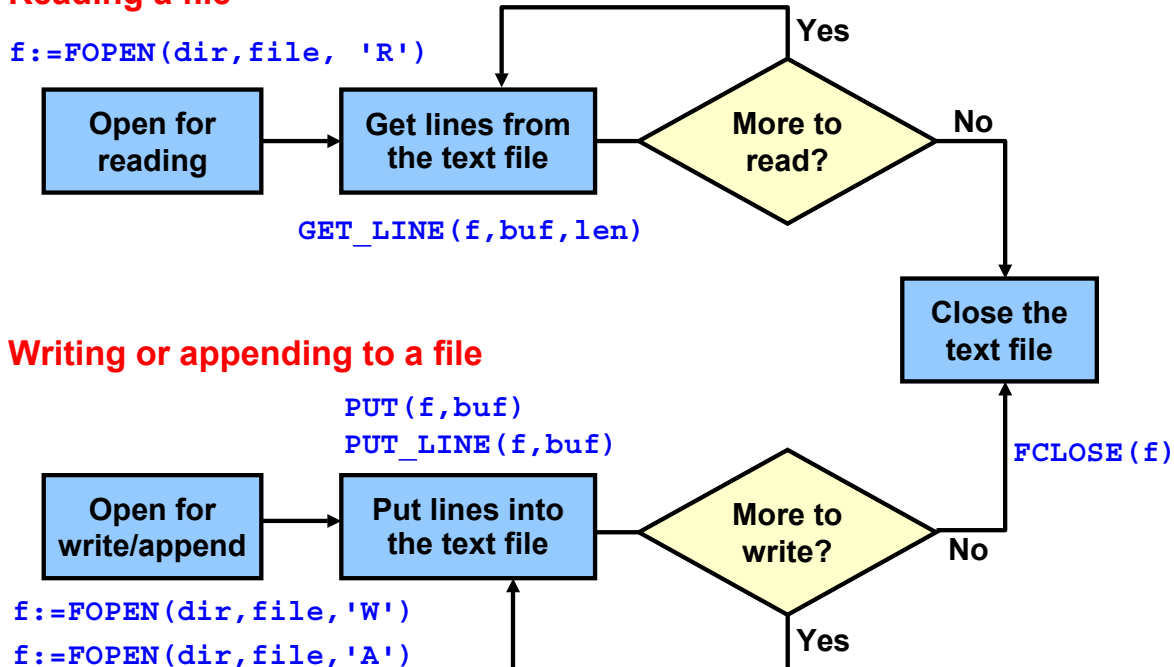 Reading a file
f:=FOPEN(dir,file, 'R')
Yes
Open for
reading
Get lines from
the text file
More to
read?
No
GET_LINE(f,buf,len)
Close the
text file
Writing or appending to a file
PUT(f,buf)
PUT_LINE(f,buf)
FCLOSE(f)
Open for
write/append
Put lines into
the text file
More to
write?
No
f:=FOPEN(dir,file,'W')
f:=FOPEN(dir,file,'A')
Yes